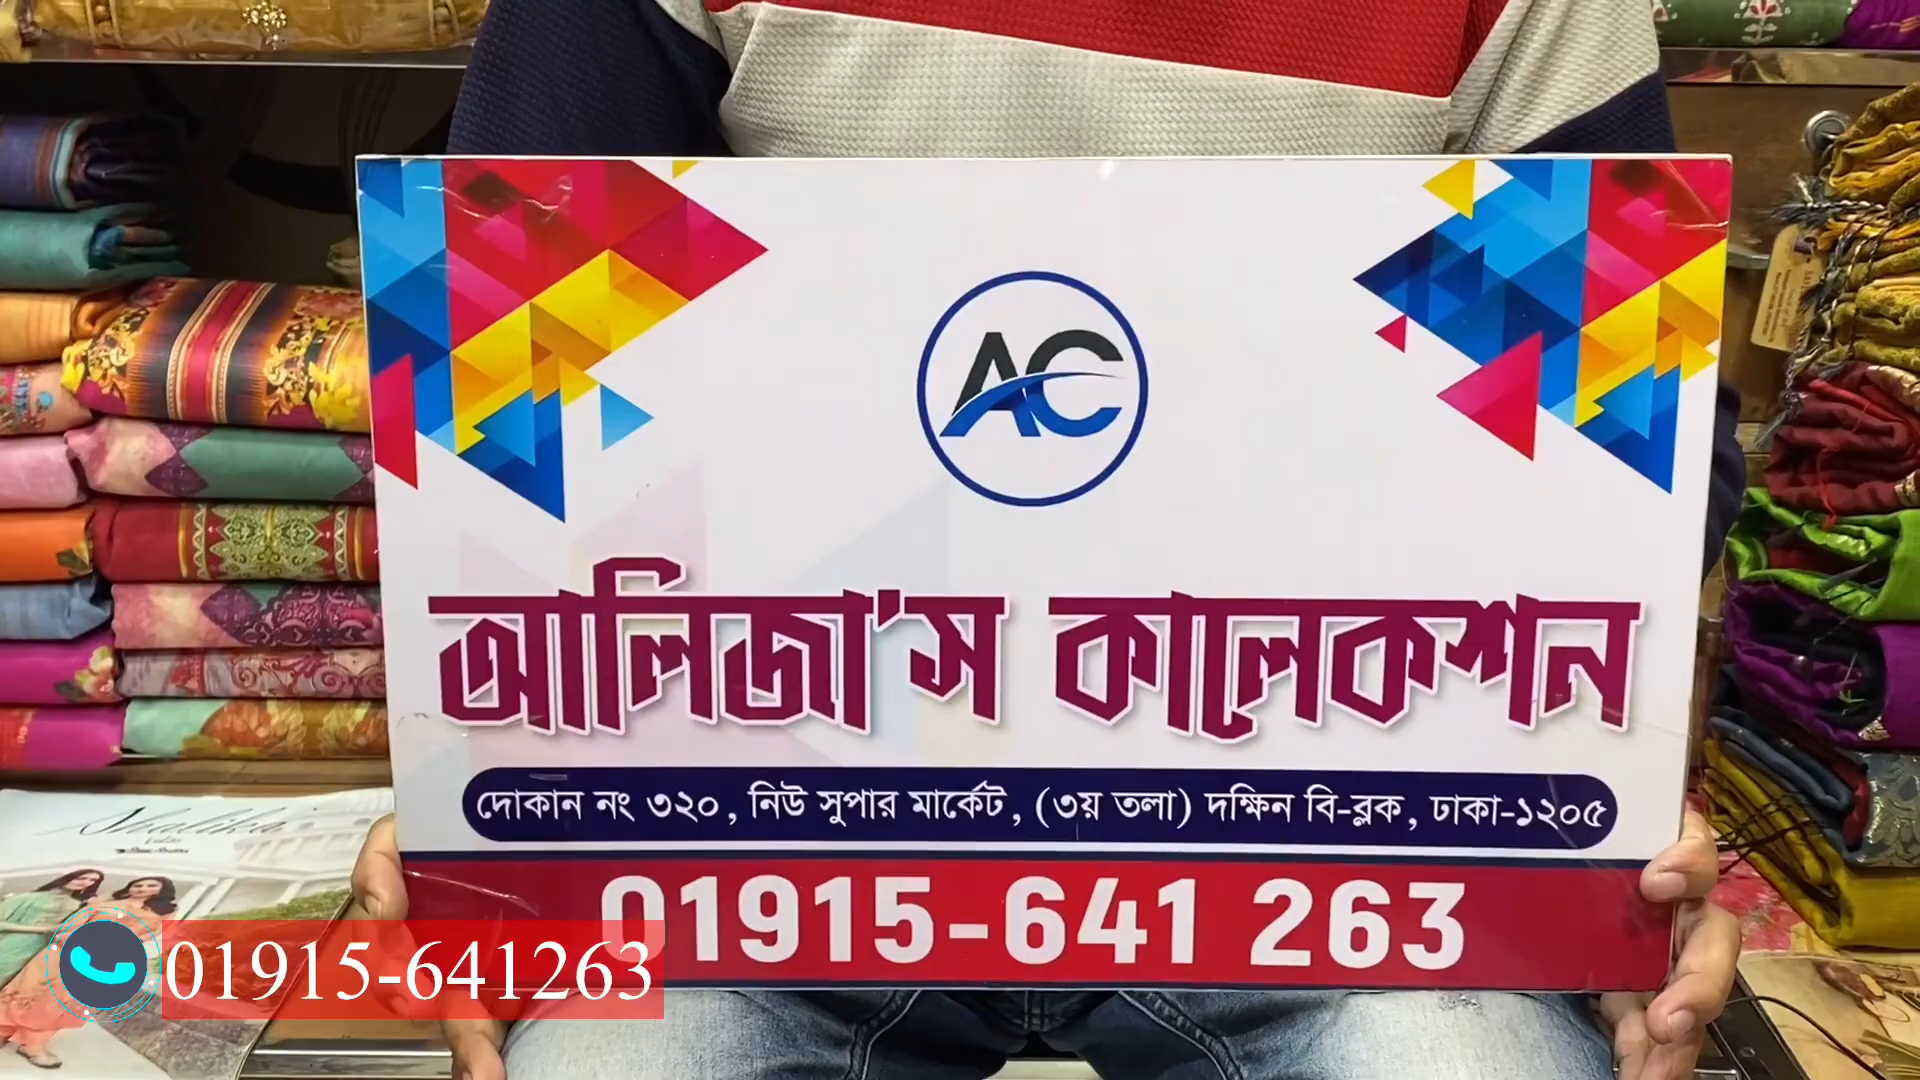 AC
আলিজা'স কালেকশন
দোকান নং ৩২০, নিউ সুপার মার্কেট, (৩য় তলা) দক্ষিন বি-ব্লক, ঢাকা-১২০৫
01915-641 263
01915-641263